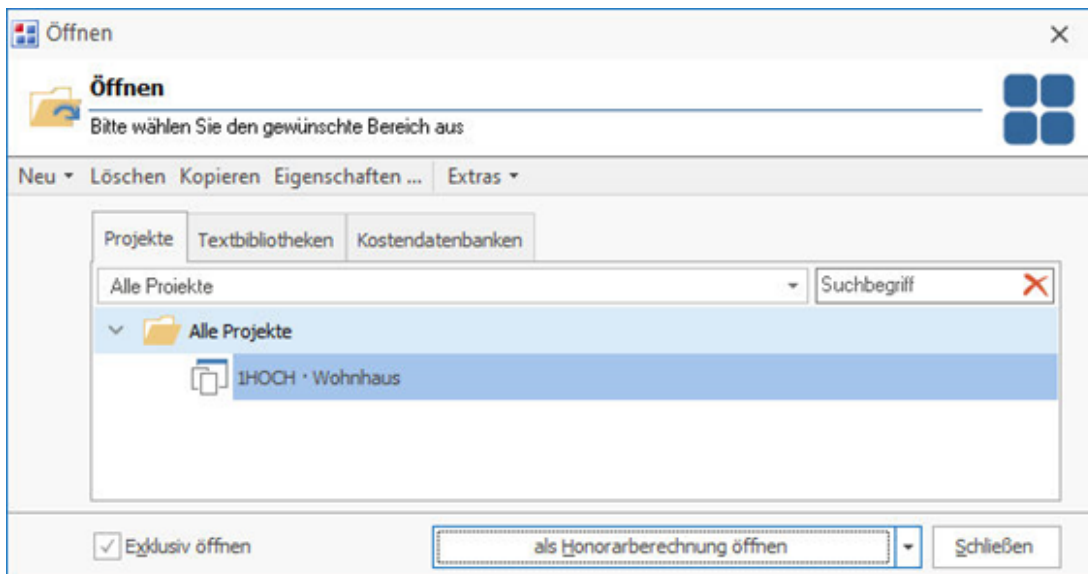 Öffnen
Öffnen
Bitte wählen Sie den gewünschte Bereich aus
Neu Löschen Kopieren Eigenschaften ... Extras
Projekte Textbibliotheken Kostendatenbanken
Alle Projekte Suchbegriff
Alle Projekte
1HOCH · Wohnhaus
Exklusiv öffnen als Honorarberechnung öffnen Schließen